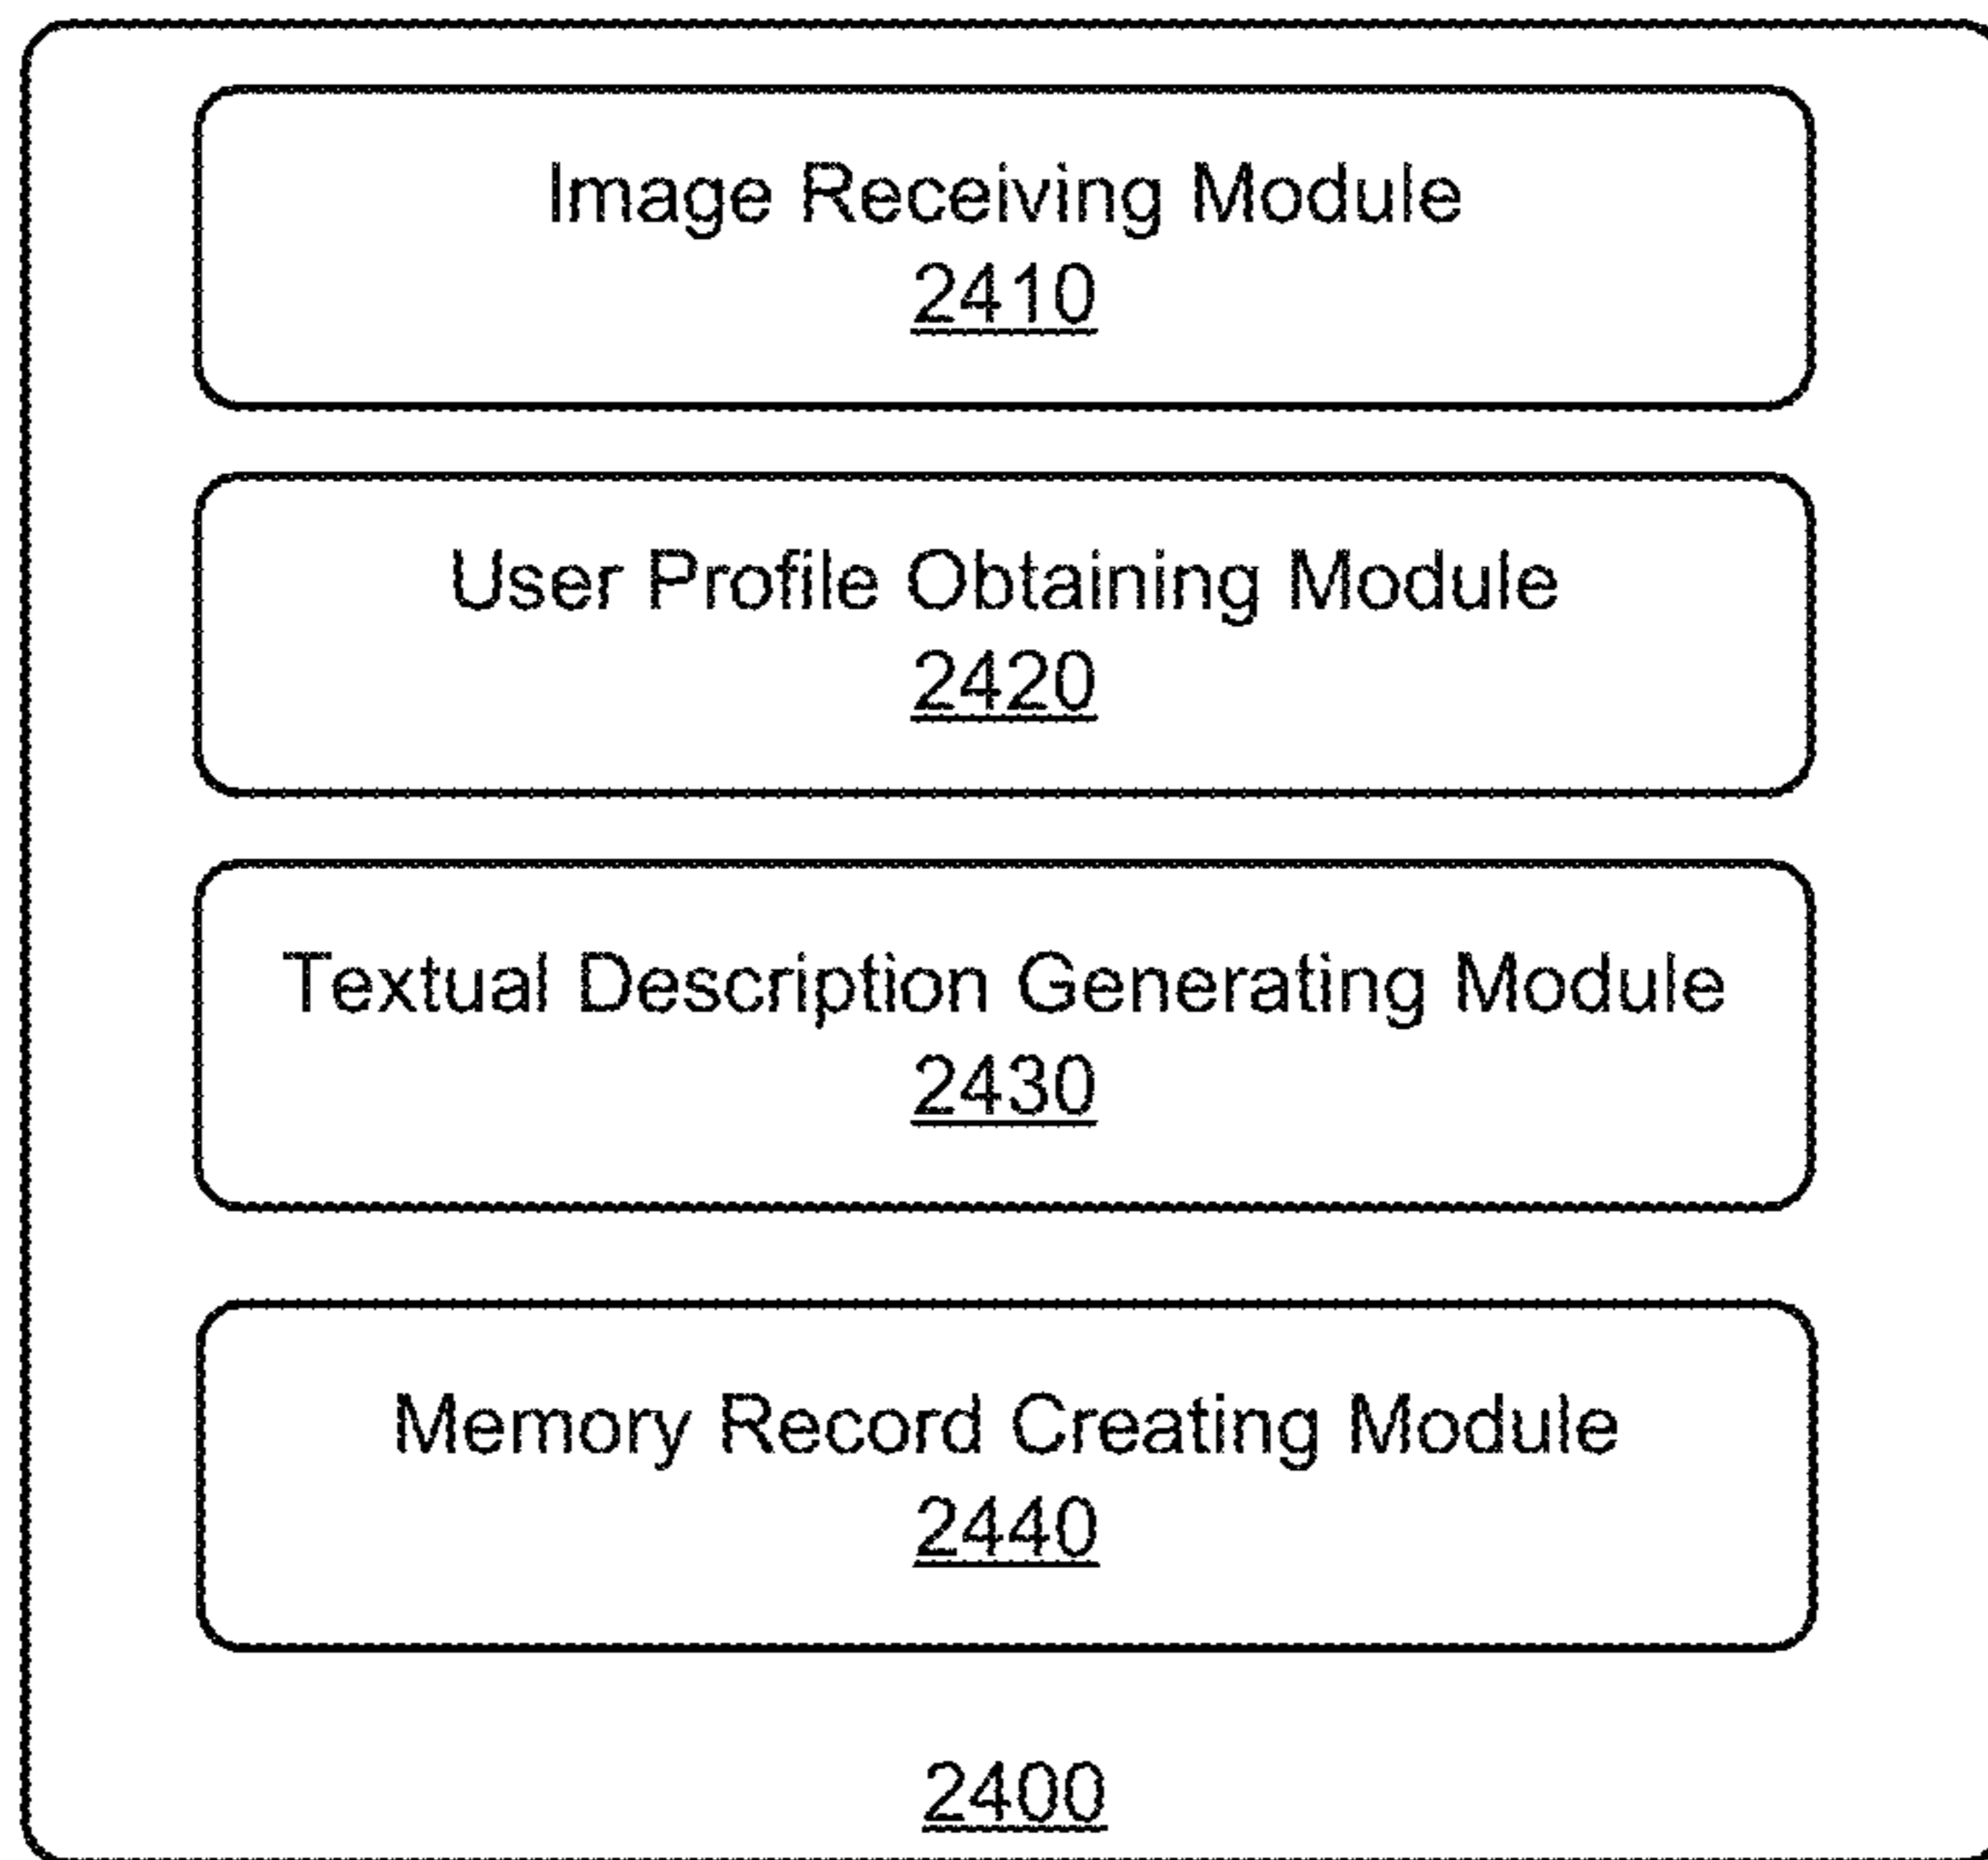 Image Receiving Module
2410
User Profile Obtaining Module
2420
Textual Description Generating Module
2430
Memory Record Creating Module
2440
2400